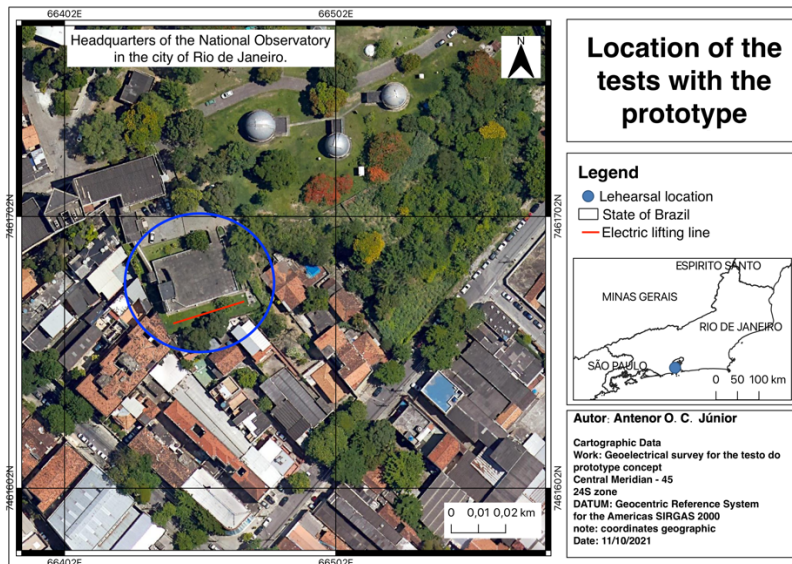 66402E
66502E
Headquarters of the National Observatory
in the city of Rio de Janeiro.
N
7461702N
7461702N
7461602N
7461602N
0 0,01 0,02 km
66402E
66502E
Location of the
tests with the
prototype
Legend
Lehearsal location
State of Brazil
Electric lifting line
ESPIRITO SANTO
MINAS GERAIS
RIO DE JANEIRO
SÃO PAULO
0 50 100 km
Autor: Antenor O. C. Júnior
Cartographic Data
Work: Geoelectrical survey for the testo do
prototype concept
Central Meridian - 45
24S zone
DATUM: Geocentric Reference System
for the Americas SIRGAS 2000
note: coordinates geographic
Date: 11/10/2021